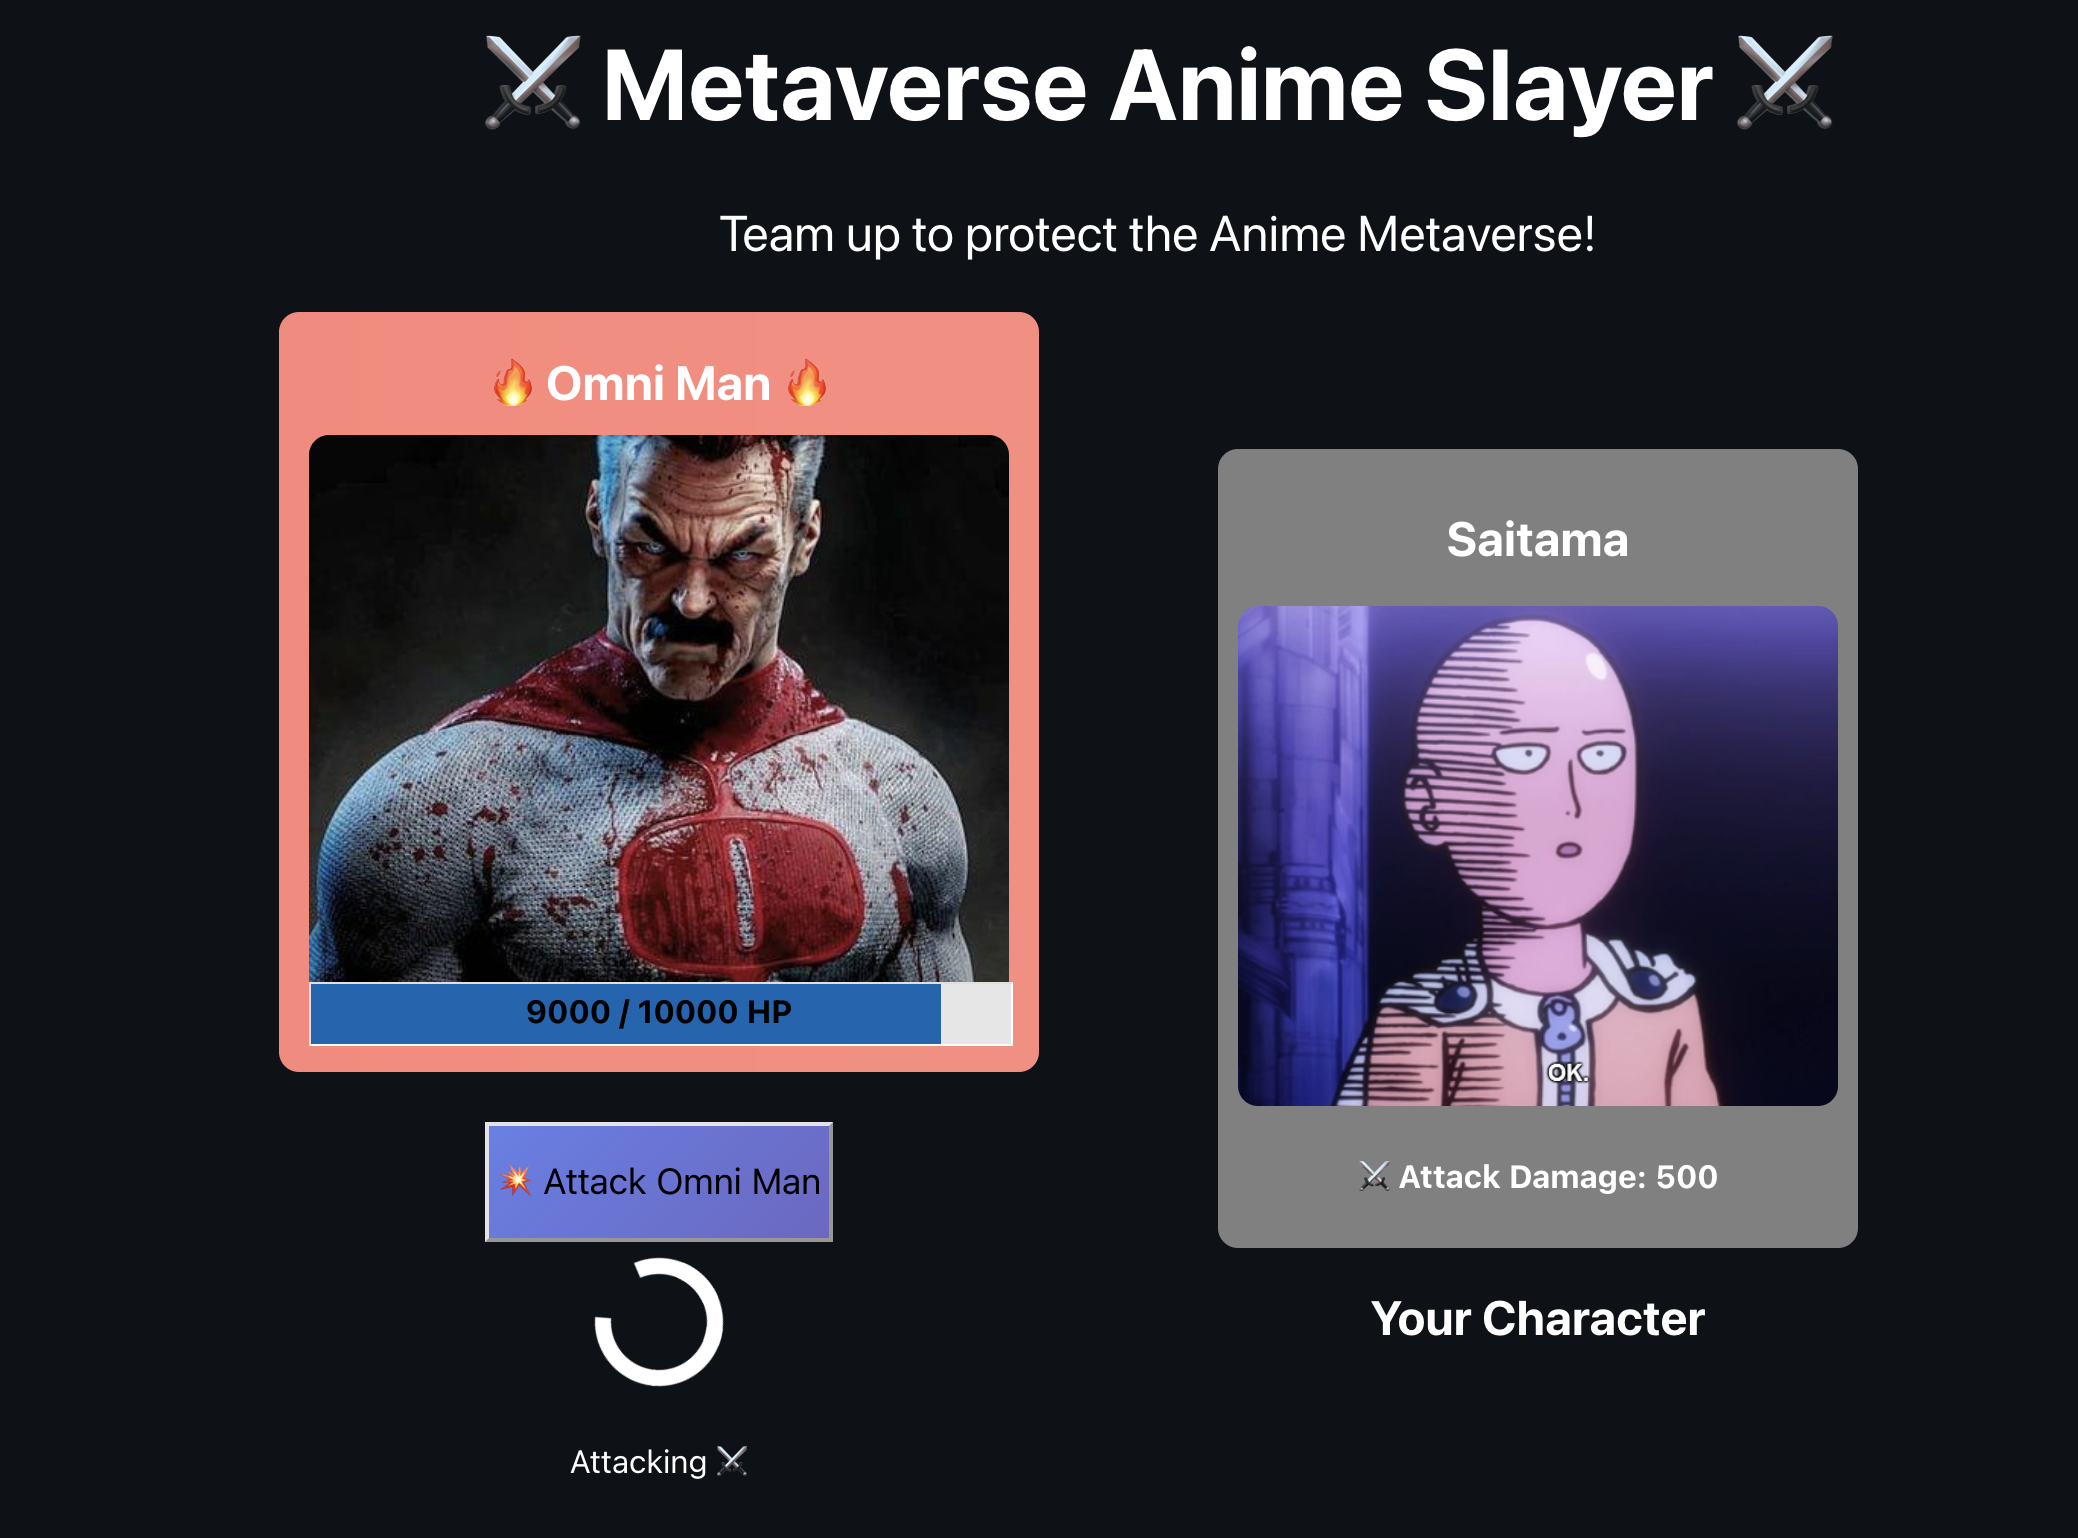 ⚔️ Metaverse Anime Slayer ⚔️
Team up to protect the Anime Metaverse!
🔥 Omni Man 🔥
9000 / 10000 HP
💥 Attack Omni Man
Attacking ⚔️
Saitama
OK.
⚔️ Attack Damage: 500
Your Character